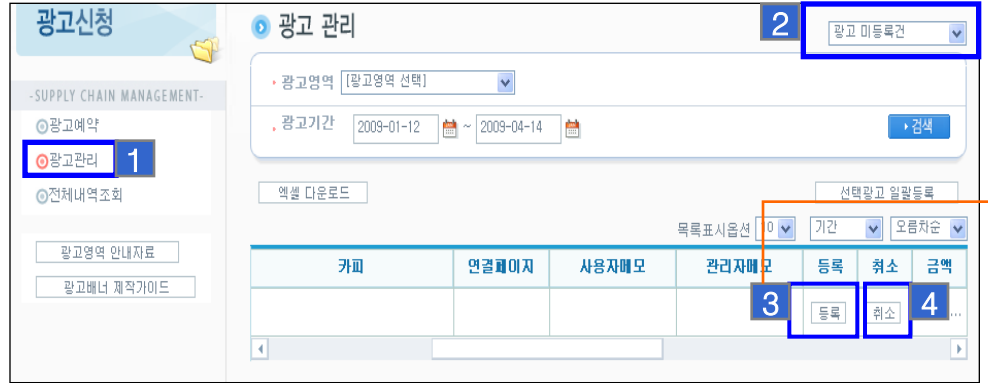 광고신청
-SUPPLY CHAIN MANAGEMENT-
광고예약
광고관리 1
전체내역조회
광고영역 안내자료
광고배너 제작가이드
광고 관리
2 광고 미등록건
광고영역 [광고영역 선택]
광고기간 2009-01-12 ~ 2009-04-14 검색
엑셀 다운로드 선택광고 일괄등록
목록표시옵션 10 기간 오름차순
카피 연결페이지 사용자메모 관리자메모 등록 취소 금액
3 등록 취소 4 ...